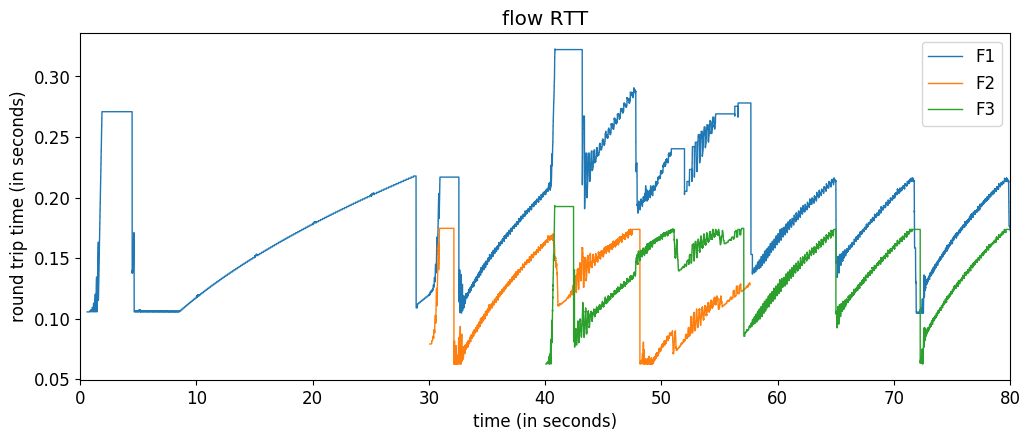 flow RTT
round trip time (in seconds)
0.30
0.25
0.20
0.15
0.10
0.05
F1
F2
F3
0 10 20 30 40 50 60 70 80
time (in seconds)